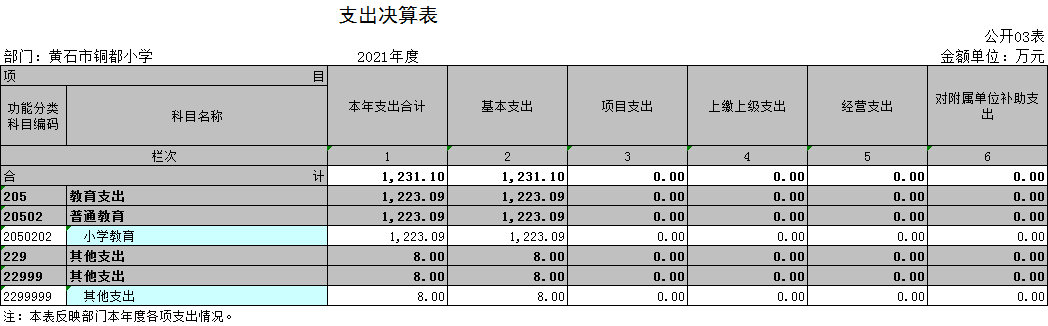 支出决算表
公开03表
部门：黄石市铜都小学 2021年度 金额单位：万元
项 目 本年支出合计 基本支出 项目支出 上缴上级支出 经营支出 对附属单位补助支出
功能分类科目编码 科目名称
栏次 1 2 3 4 5 6
合 计 1,231.10 1,231.10 0.00 0.00 0.00 0.00
205 教育支出 1,223.09 1,223.09 0.00 0.00 0.00 0.00
20502 普通教育 1,223.09 1,223.09 0.00 0.00 0.00 0.00
2050202 小学教育 1,223.09 1,223.09 0.00 0.00 0.00 0.00
229 其他支出 8.00 8.00 0.00 0.00 0.00 0.00
22999 其他支出 8.00 8.00 0.00 0.00 0.00 0.00
2299999 其他支出 8.00 8.00 0.00 0.00 0.00 0.00
注：本表反映部门本年度各项支出情况。